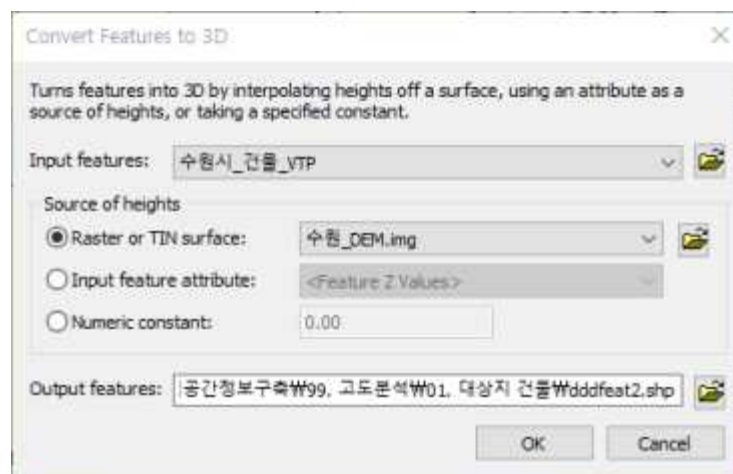 Convert Features to 3D
Turns features into 3D by interpolating heights off a surface, using an attribute as a
source of heights, or taking a specified constant.
Input features: 수원시_건물_VTP
Source of heights
Raster or TIN surface: 수원_DEM.img
Input feature attribute: <Feature Z Values>
Numeric constant: 0.00
Output features: 공간정보구축₩99. 고도분석₩01. 대상지 건물₩dddfeat2.shp
OK Cancel